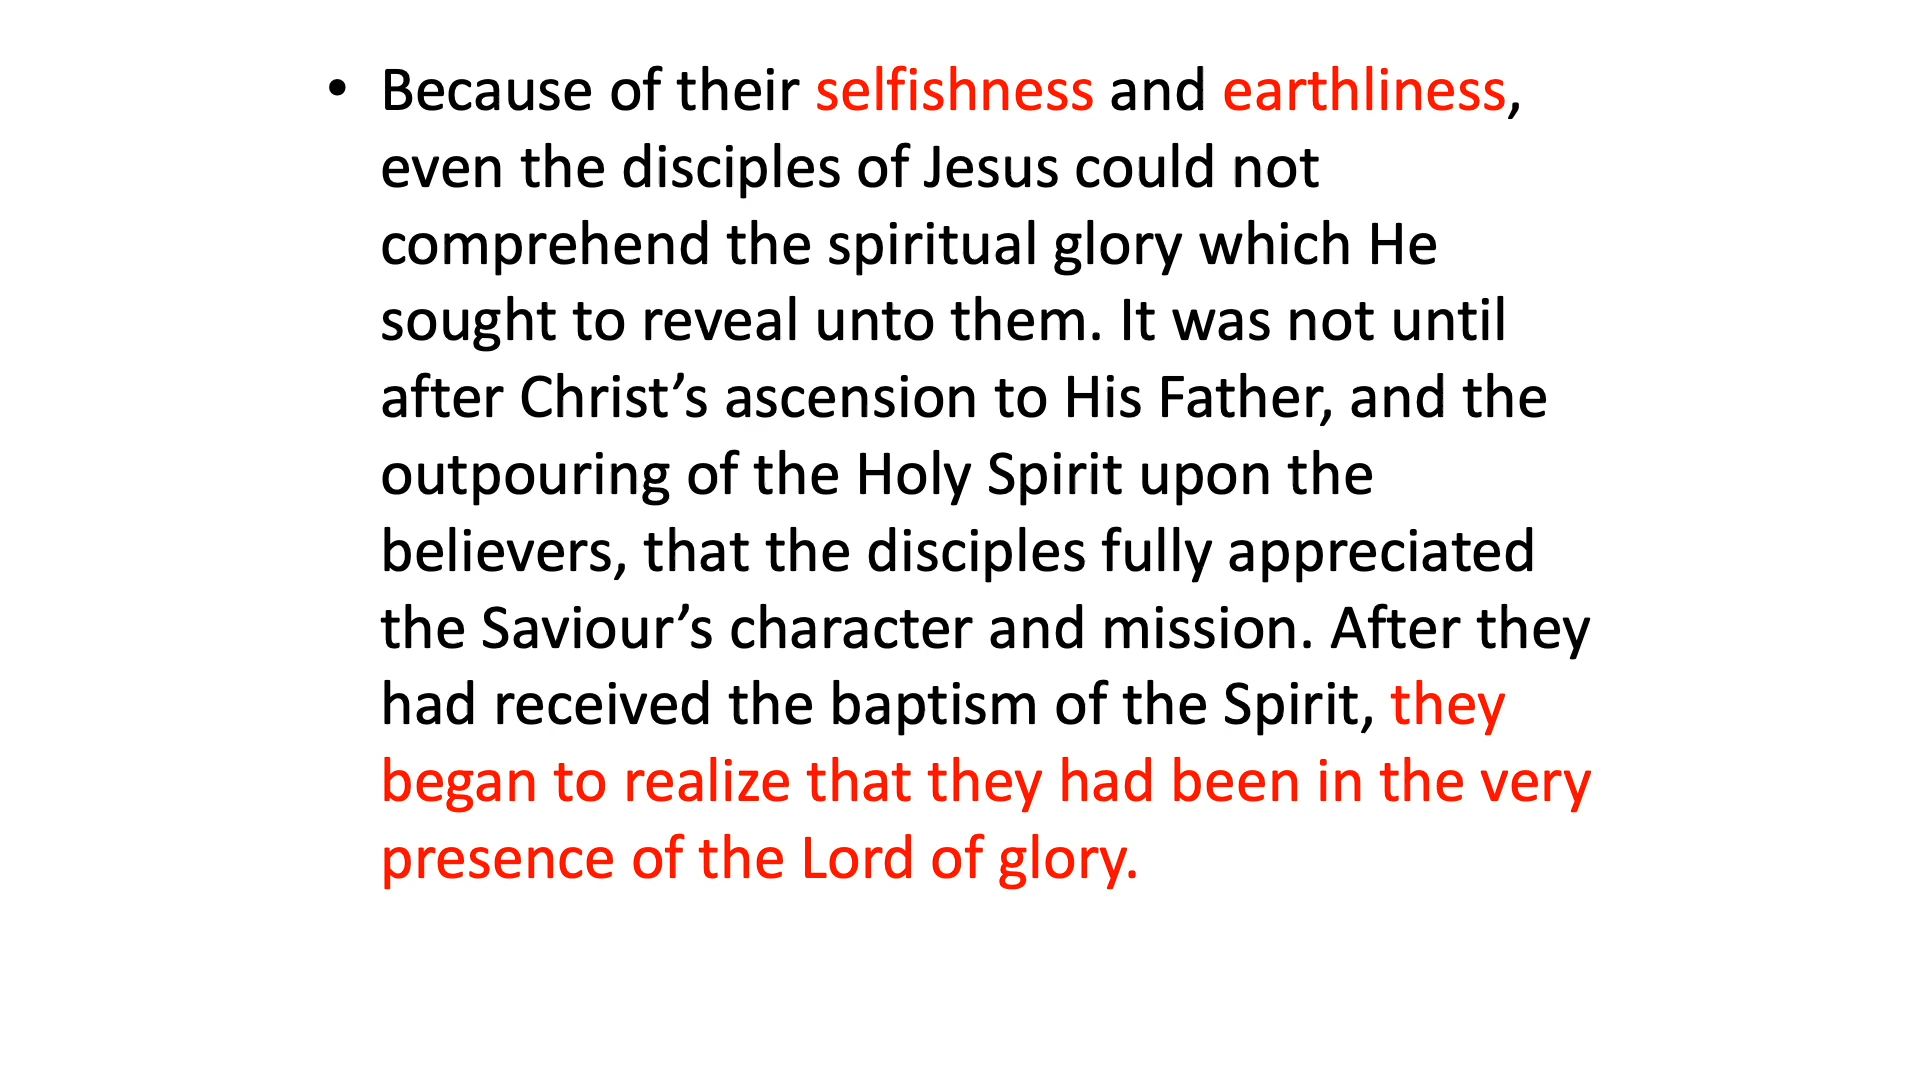 • Because of their selfishness and earthliness,
even the disciples of Jesus could not
comprehend the spiritual glory which He
sought to reveal unto them. It was not until
after Christ’s ascension to His Father, and the
outpouring of the Holy Spirit upon the
believers, that the disciples fully appreciated
the Saviour’s character and mission. After they
had received the baptism of the Spirit, they
began to realize that they had been in the very
presence of the Lord of glory.